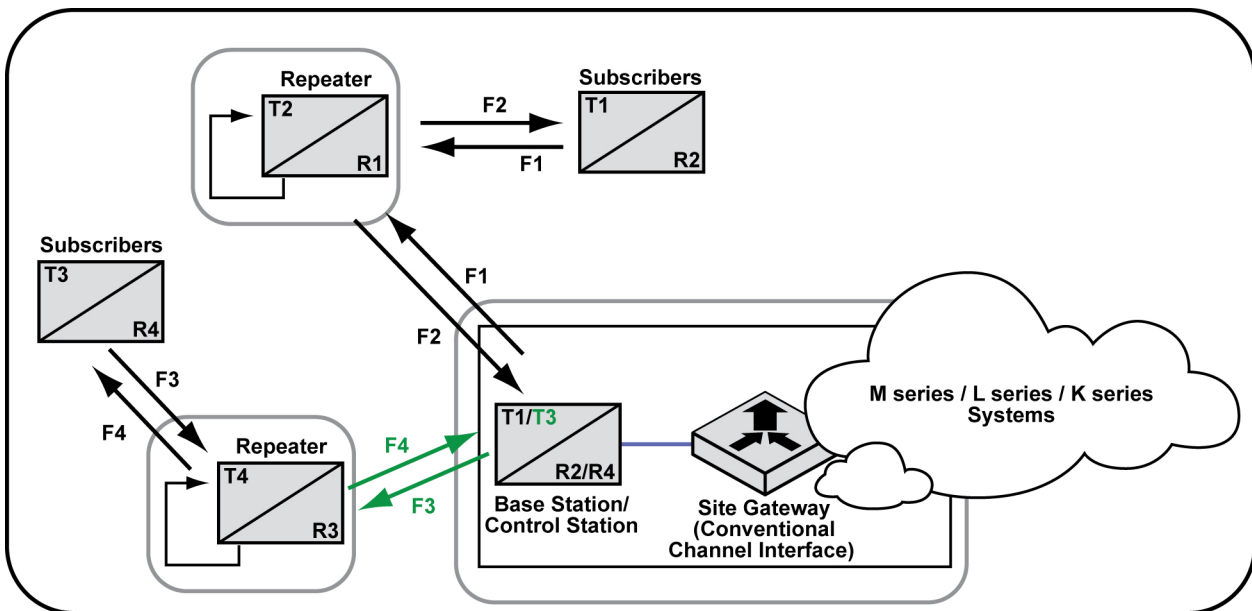 Repeater
T2
R1
F2
F1
Subscribers
T1
R2
F1
F2
Subscribers
T3
R4
F3
F4
Repeater
T4
R3
F4
F3
T1/T3
R2/R4
Base Station/
Control Station
Site Gateway
(Conventional
Channel Interface)
M series / L series / K series
Systems